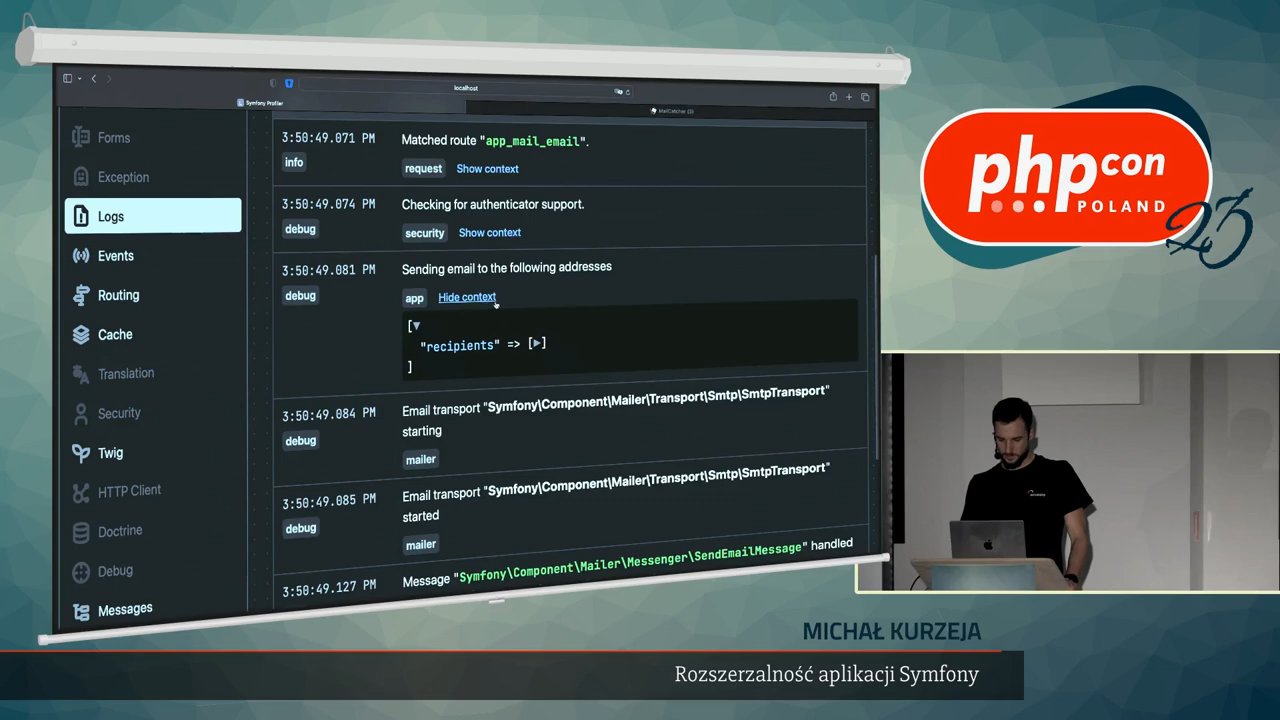 localhost
Symfony Profiler
MailCatcher (3)
Forms
Exception
Logs
Events
Routing
Cache
Translation
Security
Twig
HTTP Client
Doctrine
Debug
Messages
3:50:49.071 PM
info
Matched route "app_mail_email".
request Show context
3:50:49.074 PM
debug
Checking for authenticator support.
security Show context
3:50:49.081 PM
debug
Sending email to the following addresses
app Hide context
[▼
"recipients" => [▶]
]
3:50:49.084 PM
debug
Email transport "Symfony\Component\Mailer\Transport\Smtp\SmtpTransport"
starting
mailer
3:50:49.085 PM
debug
Email transport "Symfony\Component\Mailer\Transport\Smtp\SmtpTransport"
started
mailer
3:50:49.127 PM
Message "Symfony\Component\Mailer\Messenger\SendEmailMessage" handled
phpcon
POLAND
23
MICHAŁ KURZEJA
Rozszerzalność aplikacji Symfony